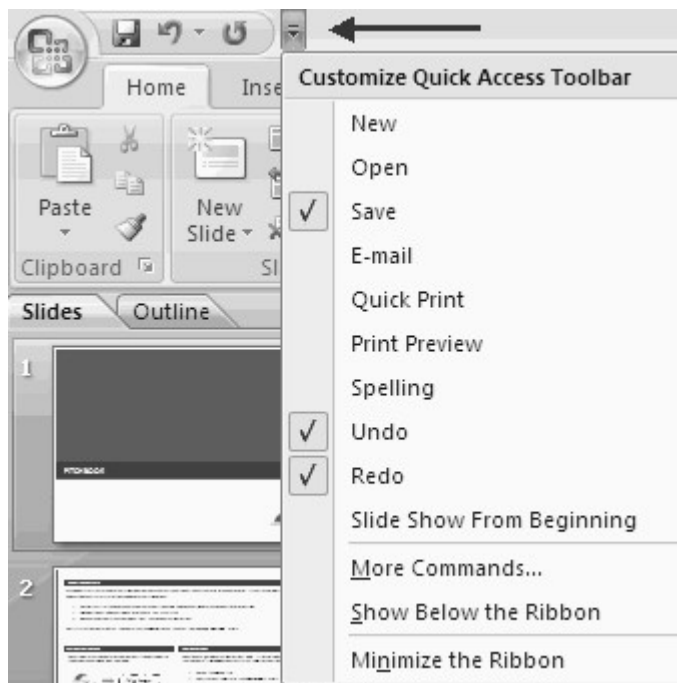 Home Inse
Customize Quick Access Toolbar
New
Open
Save
E-mail
Quick Print
Print Preview
Spelling
Undo
Redo
Slide Show From Beginning
More Commands...
Show Below the Ribbon
Minimize the Ribbon
Paste
New
Slide
Clipboard
Sl
Slides
Outline
1
PITCHBOOK
2